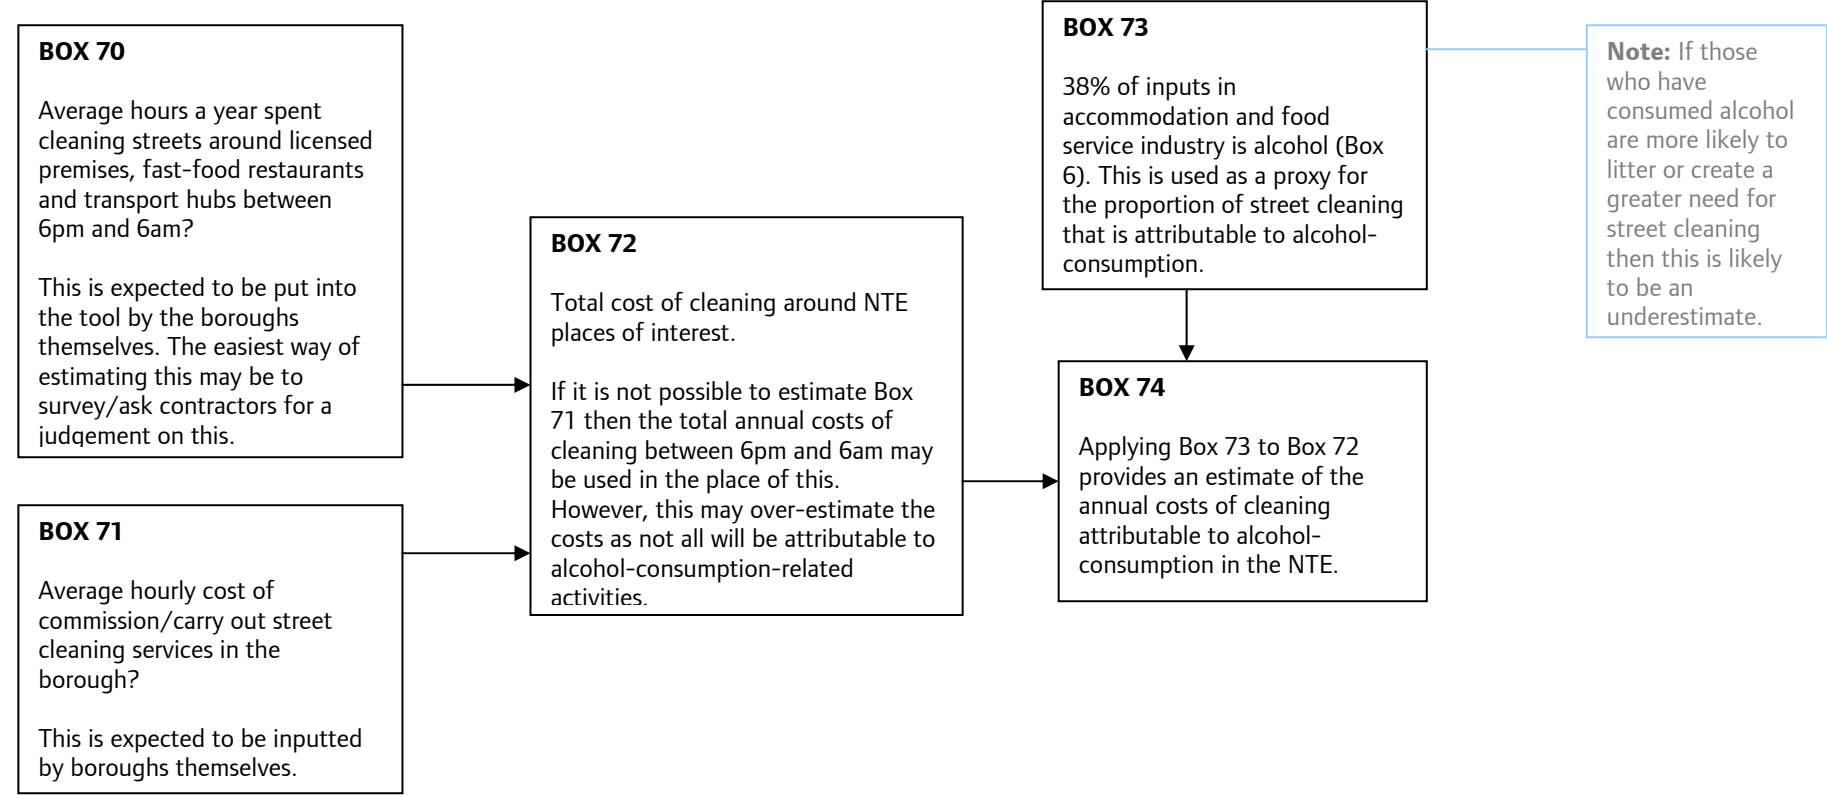 BOX 70
Average hours a year spent
cleaning streets around licensed
premises, fast-food restaurants
and transport hubs between
6pm and 6am?
This is expected to be put into
the tool by the boroughs
themselves. The easiest way of
estimating this may be to
survey/ask contractors for a
judgement on this.
BOX 71
Average hourly cost of
commission/carry out street
cleaning services in the
borough?
This is expected to be inputted
by boroughs themselves.
BOX 72
Total cost of cleaning around NTE
places of interest.
If it is not possible to estimate Box
71 then the total annual costs of
cleaning between 6pm and 6am may
be used in the place of this.
However, this may over-estimate the
costs as not all will be attributable to
alcohol-consumption-related
activities.
BOX 73
38% of inputs in
accommodation and food
service industry is alcohol (Box
6). This is used as a proxy for
the proportion of street cleaning
that is attributable to alcohol-
consumption.
BOX 74
Applying Box 73 to Box 72
provides an estimate of the
annual costs of cleaning
attributable to alcohol-
consumption in the NTE.
Note: If those
who have
consumed alcohol
are more likely to
litter or create a
greater need for
street cleaning
then this is likely
to be an
underestimate.